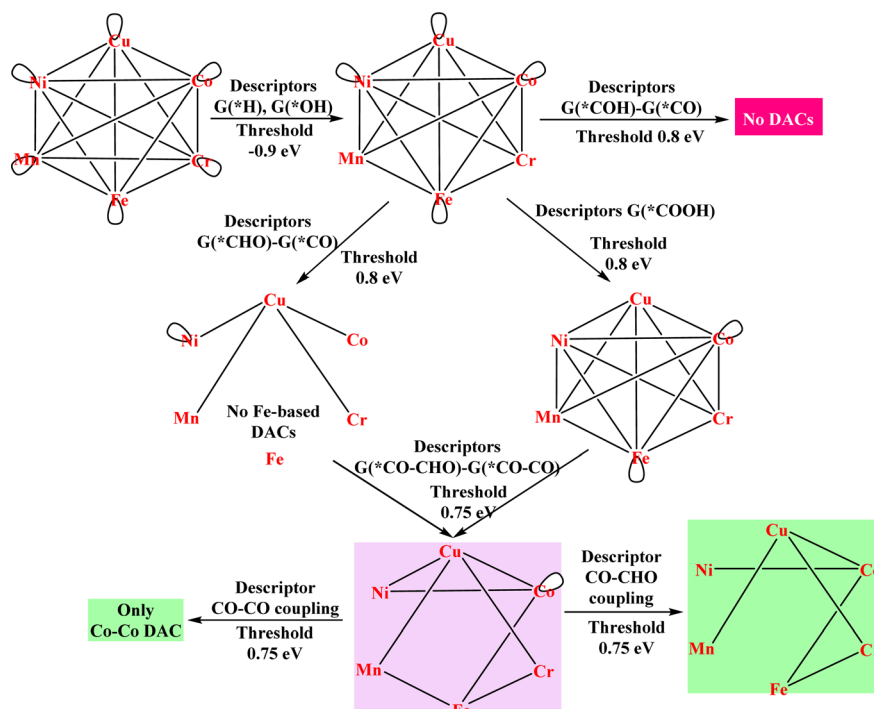 Cu
Ni
Co
Mn
Cr
Fe
Descriptors
G(*H), G(*OH)
Threshold
-0.9 eV
Cu
Ni
Co
Mn
Cr
Fe
Descriptors
G(*COH)-G(*CO)
Threshold 0.8 eV
No DACs
Descriptors
G(*CHO)-G(*CO)
Threshold
0.8 eV
Descriptors G(*COOH)
Threshold
0.8 eV
Cu
Ni
Co
Mn
Cr
No Fe-based
DACs
Fe
Cu
Ni
Co
Mn
Cr
Fe
Descriptors
G(*CO-CHO)-G(*CO-CO)
Threshold
0.75 eV
Only
Co-Co DAC
Descriptor
CO-CO coupling
Threshold
0.75 eV
Cu
Ni
Co
Mn
Cr
Fe
Descriptor
CO-CHO
coupling
Threshold
0.75 eV
Cu
Ni
Co
Mn
Cr
Fe